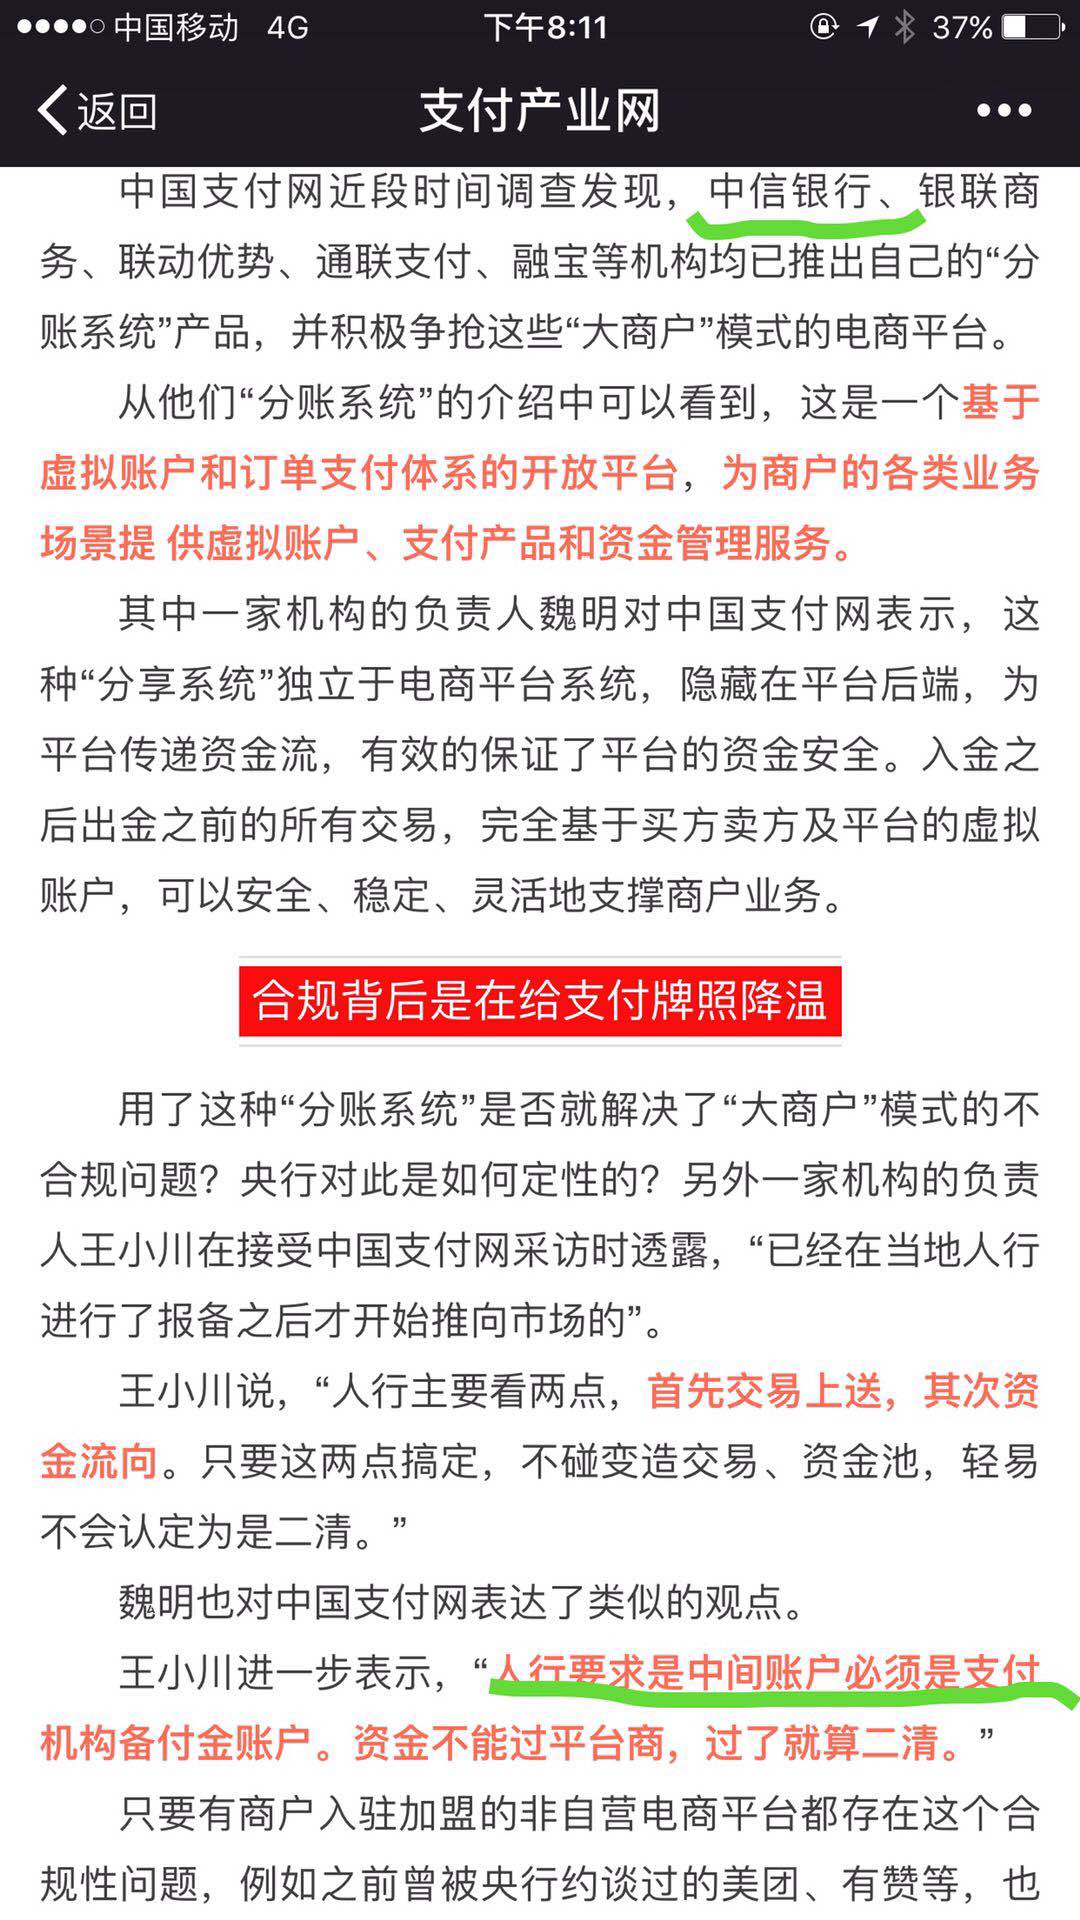 中国移动 4G 下午8:11 37%
返回 支付产业网
中国支付网近段时间调查发现，中信银行、银联商
务、联动优势、通联支付、融宝等机构均已推出自己的“分
账系统”产品，并积极争抢这些“大商户”模式的电商平台。
从他们“分账系统”的介绍中可以看到，这是一个基于
虚拟账户和订单支付体系的开放平台，为商户的各类业务
场景提 供虚拟账户、支付产品和资金管理服务。
其中一家机构的负责人魏明对中国支付网表示，这
种“分享系统”独立于电商平台系统，隐藏在平台后端，为
平台传递资金流，有效的保证了平台的资金安全。入金之
后出金之前的所有交易，完全基于买方卖方及平台的虚拟
账户，可以安全、稳定、灵活地支撑商户业务。
合规背后是在给支付牌照降温
用了这种“分账系统”是否就解决了“大商户”模式的不
合规问题？央行对此是如何定性的？另外一家机构的负责
人王小川在接受中国支付网采访时透露，“已经在当地人行
进行了报备之后才开始推向市场的”。
王小川说，“人行主要看两点，首先交易上送，其次资
金流向。只要这两点搞定，不碰变造交易、资金池，轻易
不会认定为是二清。”
魏明也对中国支付网表达了类似的观点。
王小川进一步表示，“人行要求是中间账户必须是支付
机构备付金账户。资金不能过平台商，过了就算二清。”
只要有商户入驻加盟的非自营电商平台都存在这个合
规性问题，例如之前曾被央行约谈过的美团、有赞等，也